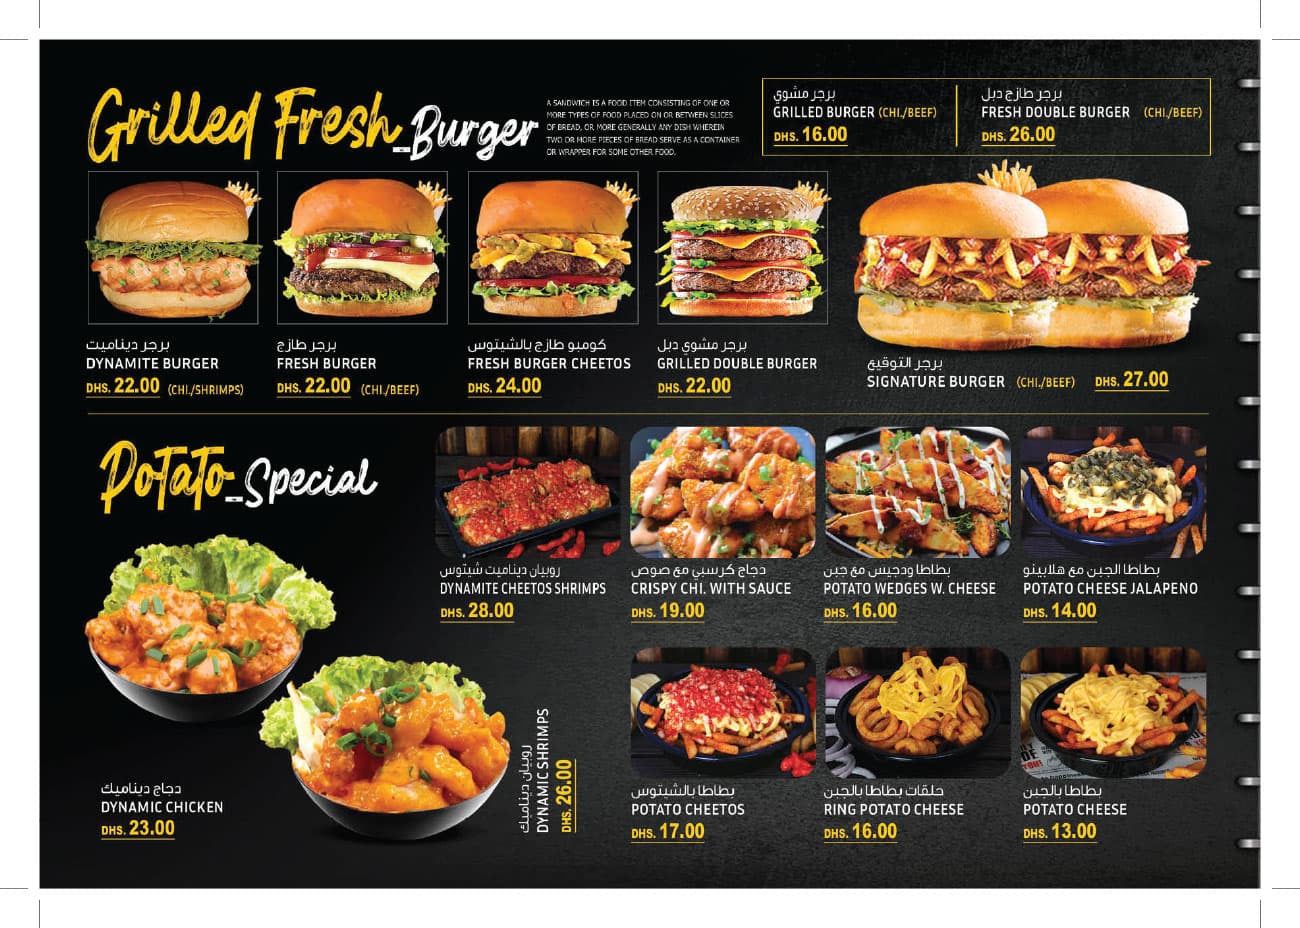 Grilled Fresh Burger
A SANDWICH IS A FOOD ITEM CONSISTING OF ONE OR
MORE TYPES OF FOOD PLACED ON OR BETWEEN SLICES
OF BREAD, OR MORE GENERALLY ANY DISH WHEREIN
TWO OR MORE PIECES OF BREAD SERVE AS A CONTAINER
OR WRAPPER FOR SOME OTHER FOOD.
برجر مشوي
GRILLED BURGER (CHI./BEEF)
DHS. 16.00
برجر طازج دبل
FRESH DOUBLE BURGER (CHI./BEEF)
DHS. 26.00
برجر ديناميت
DYNAMITE BURGER
DHS. 22.00 (CHI./SHRIMPS)
برجر طازج
FRESH BURGER
DHS. 22.00 (CHI./BEEF)
كومبو طازج بالشيتوس
FRESH BURGER CHEETOS
DHS. 24.00
برجر مشوي دبل
GRILLED DOUBLE BURGER
DHS. 22.00
برجر التوقيع
SIGNATURE BURGER (CHI./BEEF) DHS. 27.00
Potato Special
روبيان ديناميت شيتوس
DYNAMITE CHEETOS SHRIMPS
DHS. 28.00
دجاج كرسبي مع صوص
CRISPY CHI. WITH SAUCE
DHS. 19.00
بطاطا ودجيس مع جبن
POTATO WEDGES W. CHEESE
DHS. 16.00
بطاطا الجبن مع هلابينو
POTATO CHEESE JALAPENO
DHS. 14.00
دجاج ديناميك
DYNAMIC CHICKEN
DHS. 23.00
روبيان ديناميك
DYNAMIC SHRIMPS
DHS. 26.00
بطاطا بالشيتوس
POTATO CHEETOS
DHS. 17.00
حلقات بطاطا بالجبن
RING POTATO CHEESE
DHS. 16.00
بطاطا بالجبن
POTATO CHEESE
DHS. 13.00